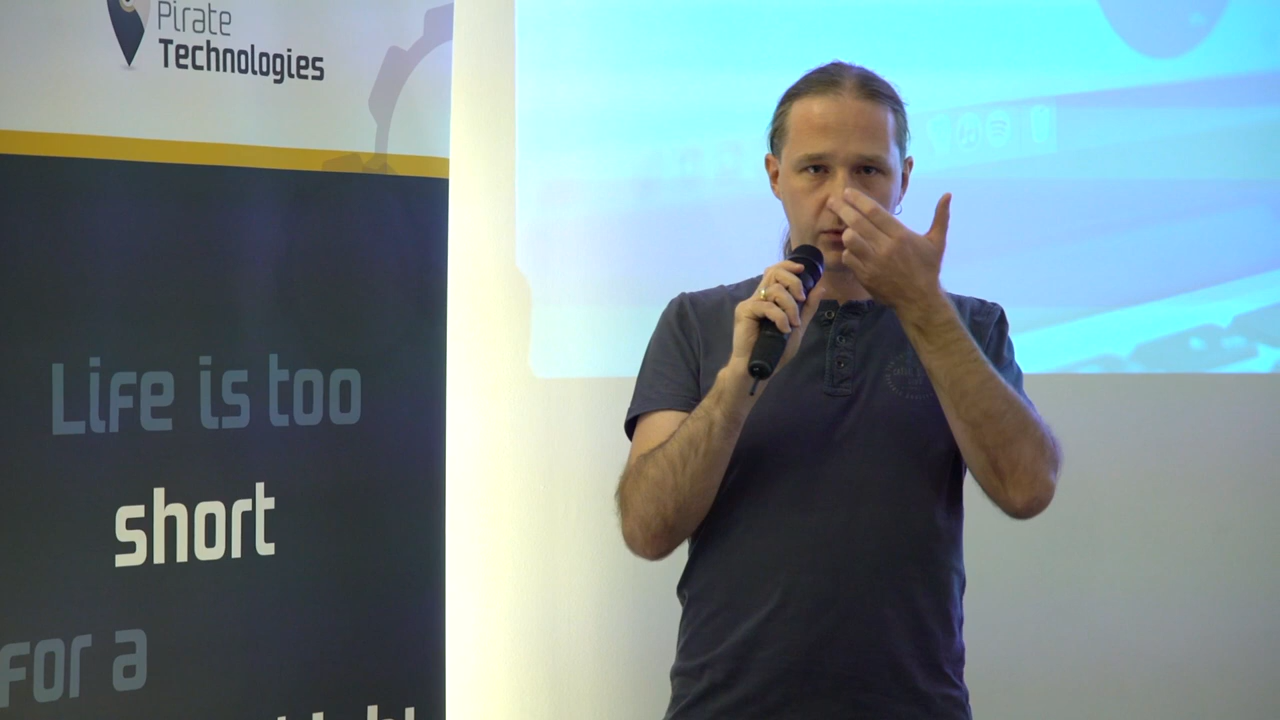 Pirate
Technologies
Life is too
short
for a